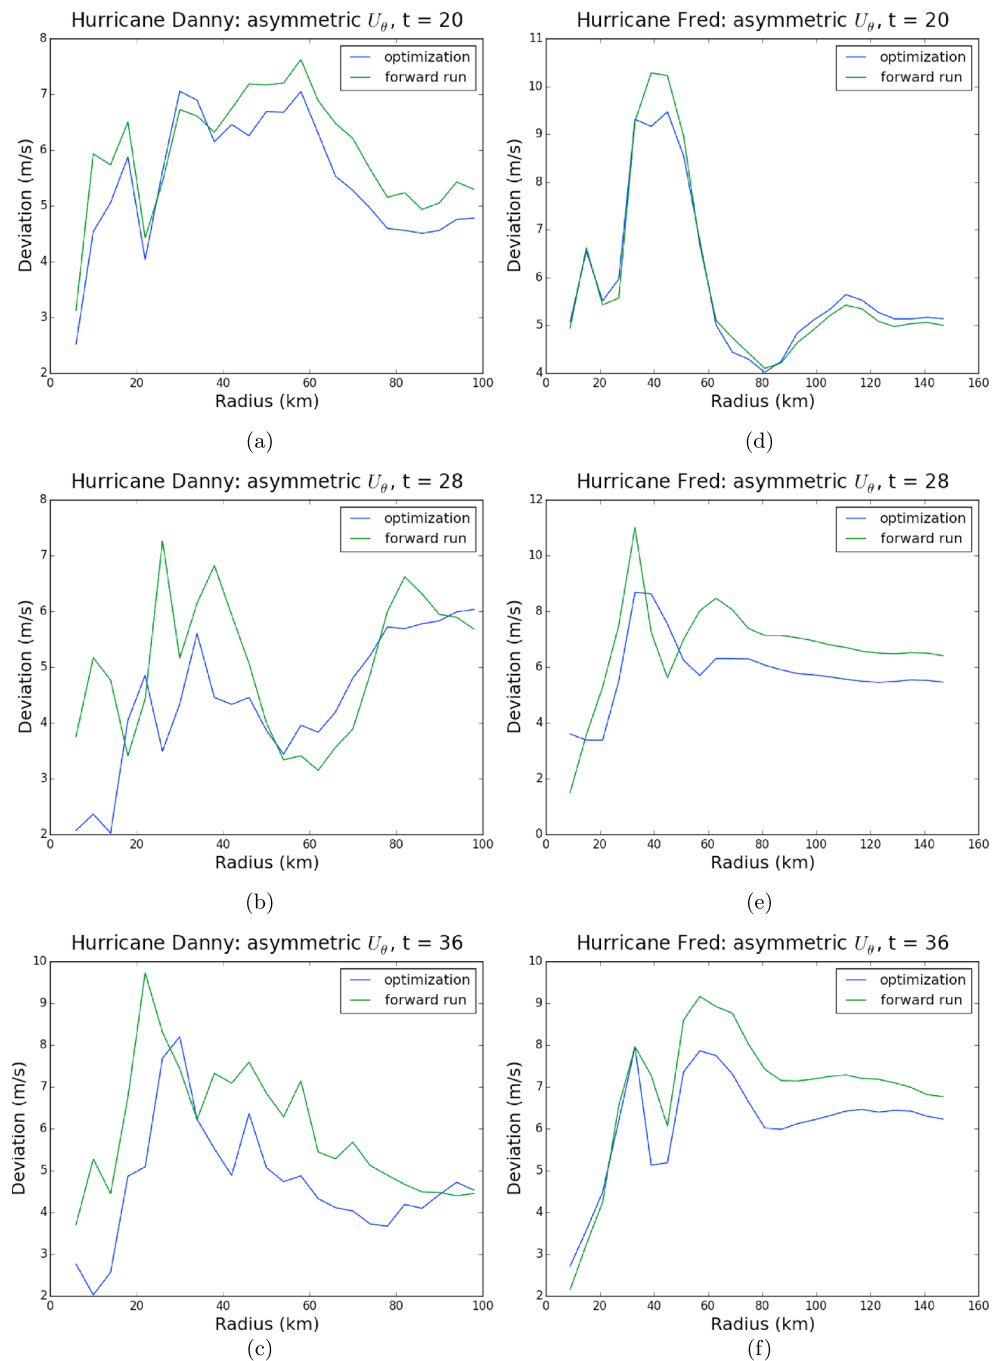 Hurricane Danny: asymmetric Uθ, t = 20
8
7
6
5
4
3
2
Deviation (m/s)
optimization
forward run
0 20 40 60 80 100
Radius (km)
(a)
Hurricane Fred: asymmetric Uθ, t = 20
11
10
9
8
7
6
5
4
Deviation (m/s)
optimization
forward run
0 20 40 60 80 100 120 140 160
Radius (km)
(d)
Hurricane Danny: asymmetric Uθ, t = 28
8
7
6
5
4
3
2
Deviation (m/s)
optimization
forward run
0 20 40 60 80 100
Radius (km)
(b)
Hurricane Fred: asymmetric Uθ, t = 28
12
10
8
6
4
2
0
Deviation (m/s)
optimization
forward run
0 20 40 60 80 100 120 140 160
Radius (km)
(e)
Hurricane Danny: asymmetric Uθ, t = 36
10
9
8
7
6
5
4
3
2
Deviation (m/s)
optimization
forward run
0 20 40 60 80 100
Radius (km)
(c)
Hurricane Fred: asymmetric Uθ, t = 36
10
9
8
7
6
5
4
3
2
Deviation (m/s)
optimization
forward run
0 20 40 60 80 100 120 140 160
Radius (km)
(f)